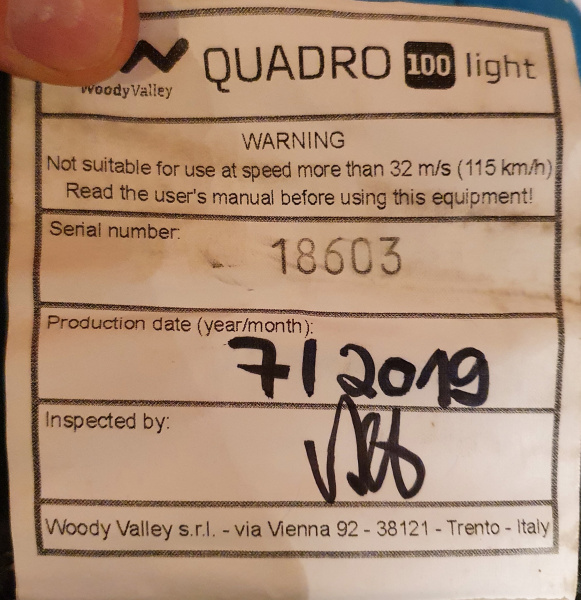 QUADRO 100 light
WoodyValley
WARNING
Not suitable for use at speed more than 32 m/s (115 km/h)
Read the user's manual before using this equipment!
Serial number:
18603
Production date (year/month):
7/2019
Inspected by:
Woody Valley s.r.l. - via Vienna 92 - 38121 - Trento - Italy